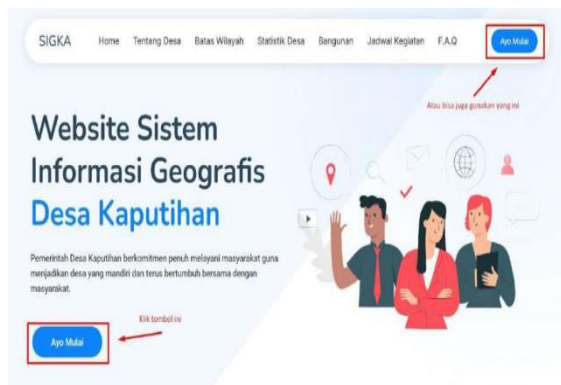 SIGKA Home Tentang Desa Batas Wilayah Statistik Desa Bangunan Jadwal Kegiatan F.A.Q Ayo Mulai
Atau bisa juga gunakan yang ini
Website Sistem
Informasi Geografis
Desa Kaputihan
Pemerintah Desa Kaputihan berkomitmen penuh melayani masyarakat guna
menjadikan desa yang mandiri dan terus bertumbuh bersama dengan
masyarakat.
Klik tombol ini
Ayo Mulai